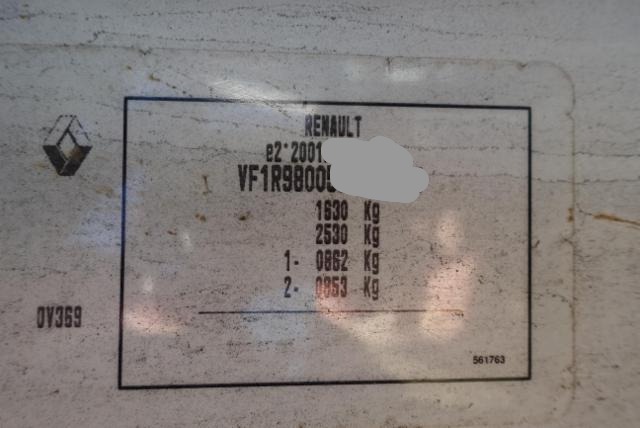 RENAULT
e2*2001
VF1R9800
1630 Kg
2530 Kg
1- 0862 Kg
2- 0853 Kg
0V369
561763